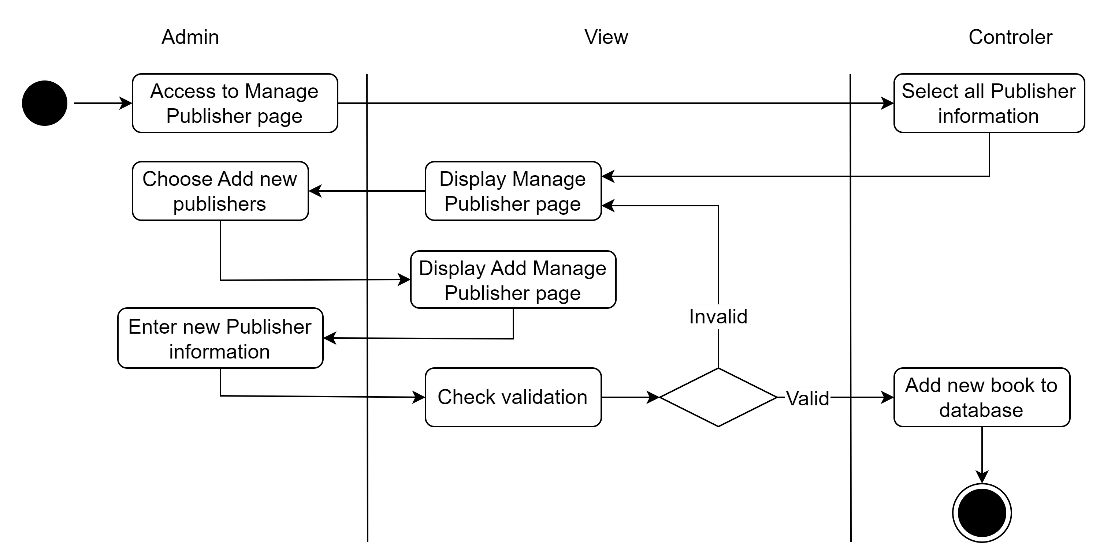 Admin
View
Controler
Access to Manage
Publisher page
Select all Publisher
information
Choose Add new
publishers
Display Manage
Publisher page
Display Add Manage
Publisher page
Invalid
Enter new Publisher
information
Check validation
Valid
Add new book to
database